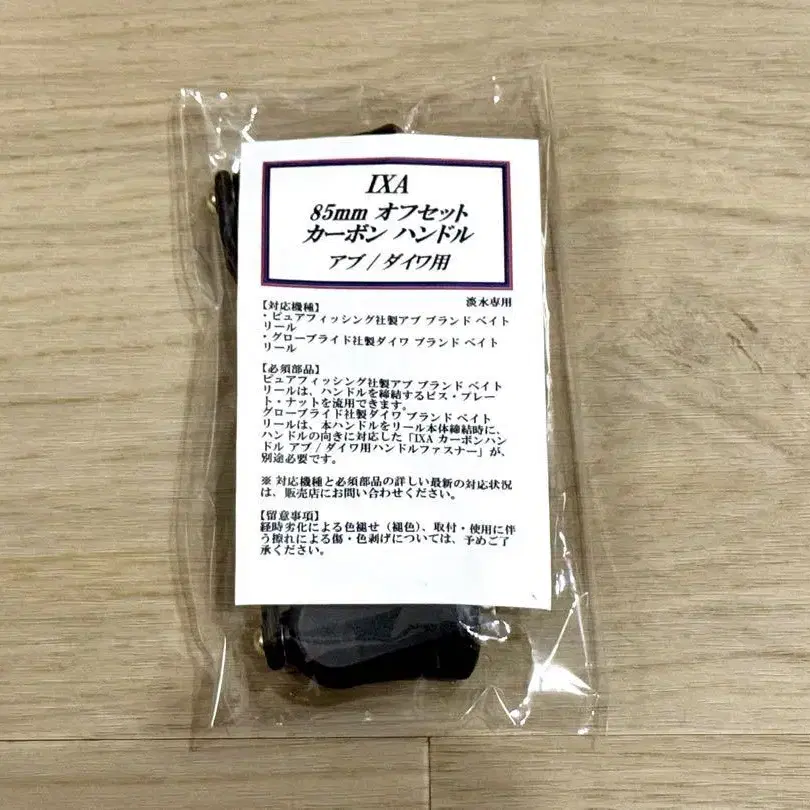 IXA
85mm オフセット
カーボン ハンドル
アブ / ダイワ用
淡水専用
【対応機種】
・ピュアフィッシング社製アブ ブランド ベイト
リール
・グローブライド社製ダイワ ブランド ベイト
リール
【必須部品】
ピュアフィッシング社製アブ ブランド ベイト
リールは、ハンドルを締結するビス・プレー
ト・ナットを流用できます。
グローブライド社製ダイワ ブランド ベイト
リールは、本ハンドルをリール本体締結時に、
ハンドルの向きに対応した「IXA カーボンハン
ドル アブ / ダイワ用ハンドルファスナー」が、
別途必要です。
※ 対応機種と必須部品の詳しい最新の対応状況
は、販売店にお問い合わせください。
【留意事項】
経時劣化による色褪せ（褪色）、取付・使用に伴
う擦れによる傷・色剥げについては、予めご了
承ください。